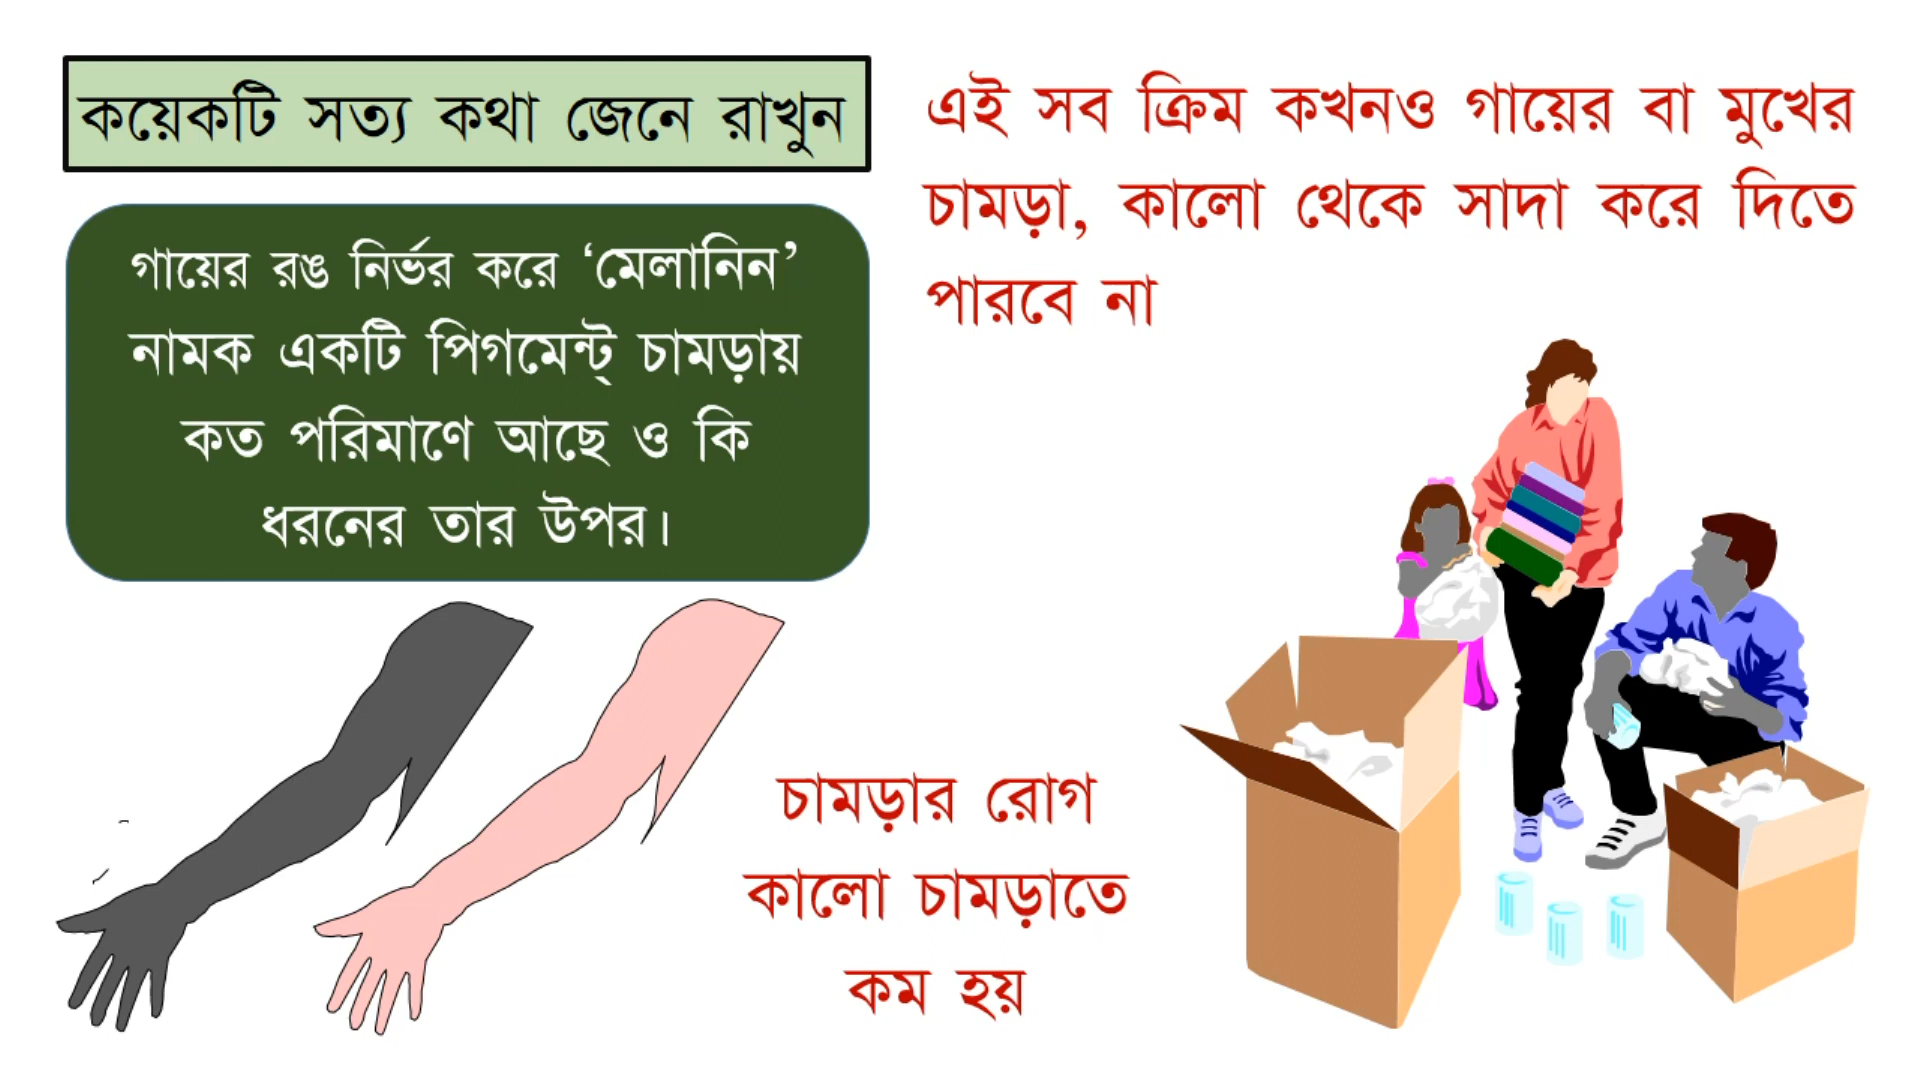 কয়েকটি সত্য কথা জেনে রাখুন
গায়ের রঙ নির্ভর করে ‘মেলানিন’
নামক একটি পিগমেন্ট্ চামড়ায়
কত পরিমাণে আছে ও কি
ধরনের তার উপর।
এই সব ক্রিম কখনও গায়ের বা মুখের
চামড়া, কালো থেকে সাদা করে দিতে
পারবে না
চামড়ার রোগ
কালো চামড়াতে
কম হয়